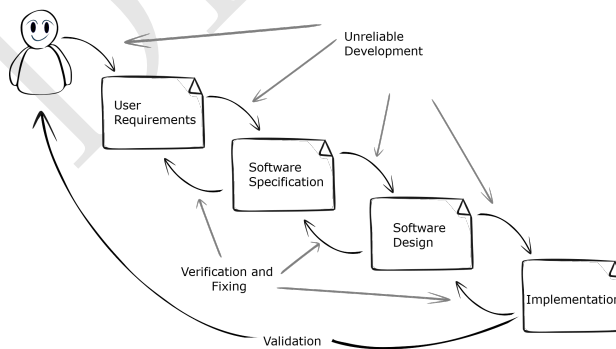 Unreliable
Development
User
Requirements
Software
Specification
Software
Design
Verification and
Fixing
Implementation
Validation